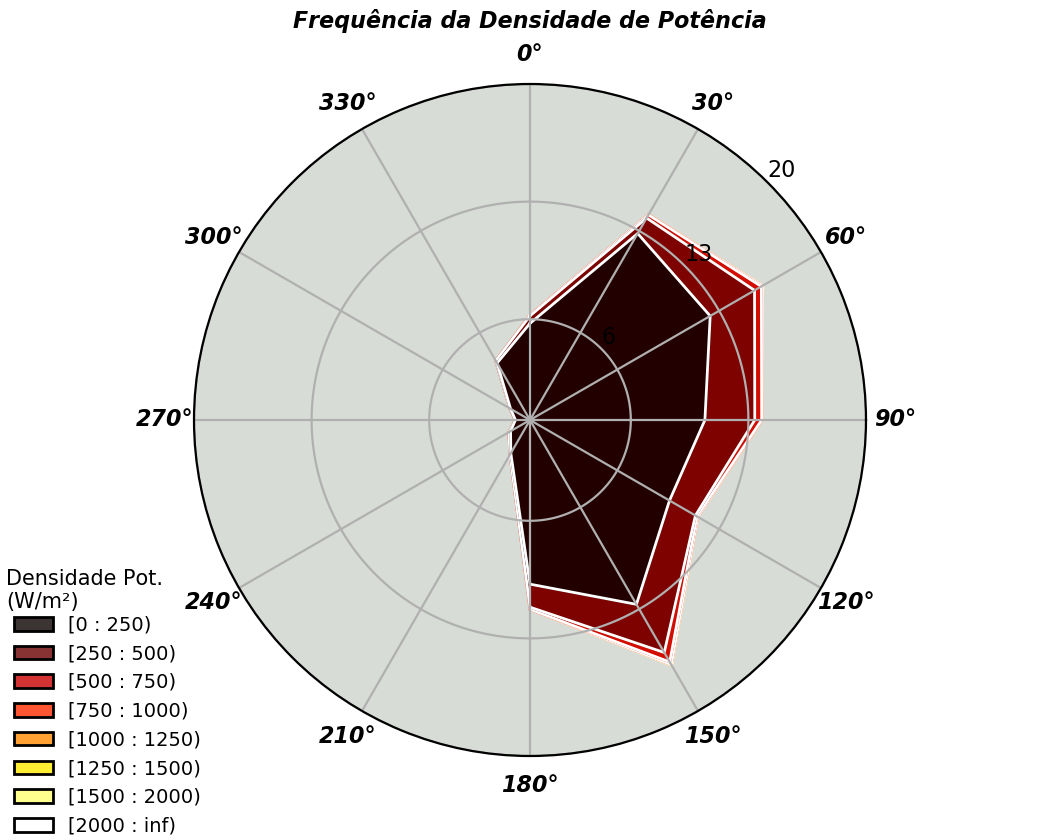 Frequência da Densidade de Potência
0°
330°
30°
20
300°
60°
13
6
270°
90°
240°
120°
210°
150°
180°
Densidade Pot.
(W/m²)
[0 : 250)
[250 : 500)
[500 : 750)
[750 : 1000)
[1000 : 1250)
[1250 : 1500)
[1500 : 2000)
[2000 : inf)